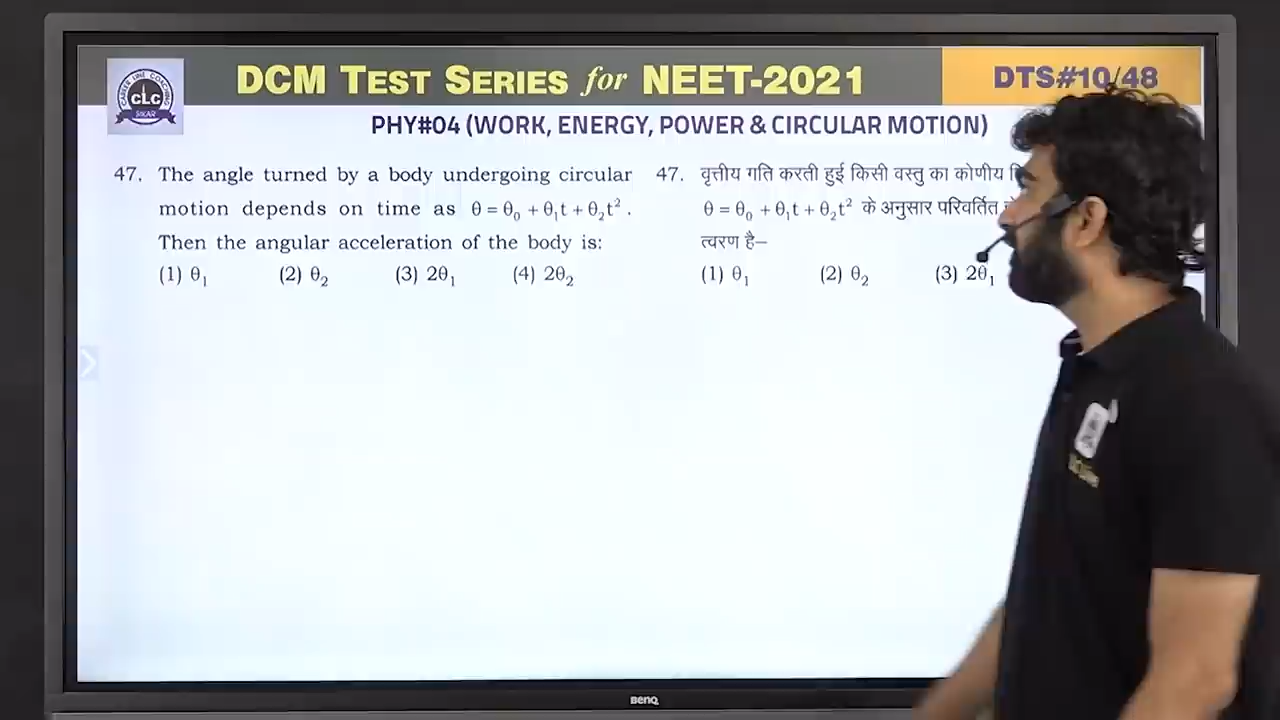 DCM TEST SERIES for NEET-2021
DTS#10/48
CAREER LINE COACHING
CLC
SIKAR
PHY#04 (WORK, ENERGY, POWER & CIRCULAR MOTION)
47. The angle turned by a body undergoing circular
motion depends on time as θ = θ₀ + θ₁t + θ₂t² .
Then the angular acceleration of the body is:
(1) θ₁ (2) θ₂ (3) 2θ₁ (4) 2θ₂
47. वृत्तीय गति करती हुई किसी वस्तु का कोणीय
θ = θ₀ + θ₁t + θ₂t² के अनुसार परिवर्तित
त्वरण है–
(1) θ₁ (2) θ₂ (3) 2θ₁
BenQ